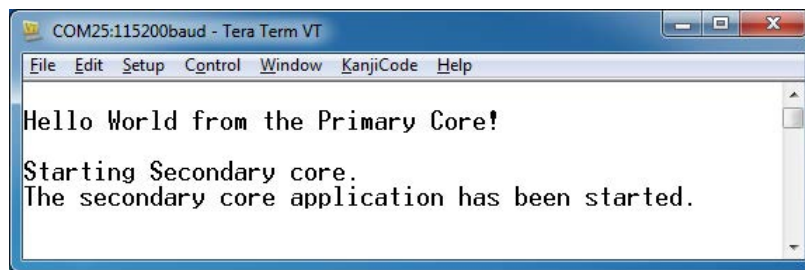 COM25:115200baud - Tera Term VT
File Edit Setup Control Window KanjiCode Help
Hello World from the Primary Core!
Starting Secondary core.
The secondary core application has been started.